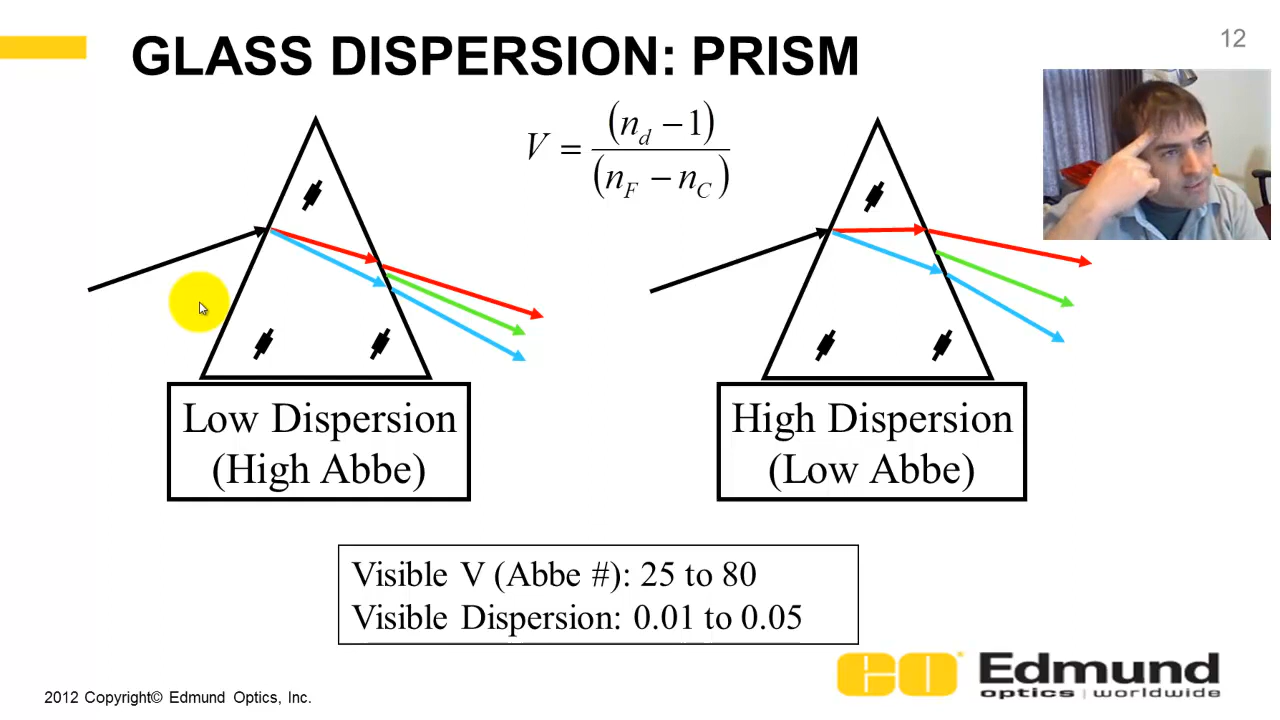 GLASS DISPERSION: PRISM
12
V = (n_d − 1) / (n_F − n_C)
Low Dispersion
(High Abbe)
High Dispersion
(Low Abbe)
Visible V (Abbe #): 25 to 80
Visible Dispersion: 0.01 to 0.05
2012 Copyright© Edmund Optics, Inc.
EO Edmund
optics | worldwide